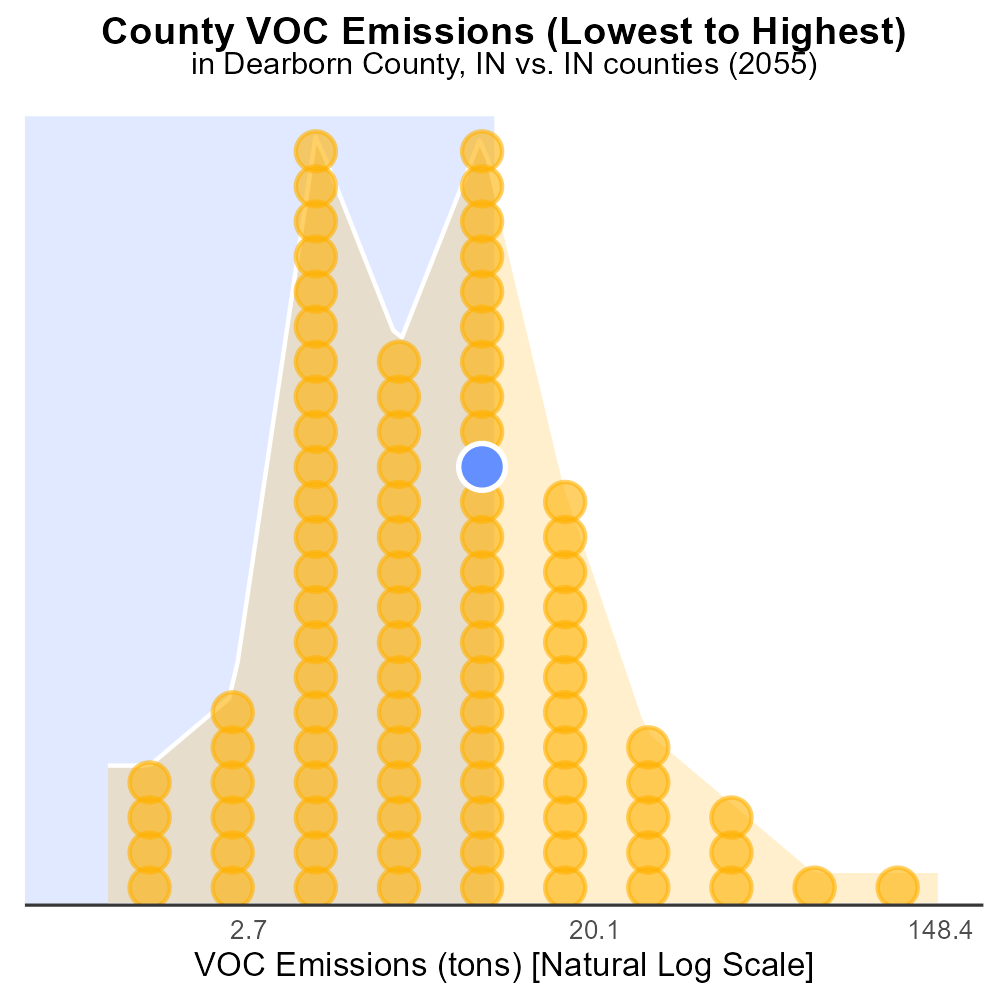 County VOC Emissions (Lowest to Highest)
in Dearborn County, IN vs. IN counties (2055)
2.7 20.1 148.4
VOC Emissions (tons) [Natural Log Scale]